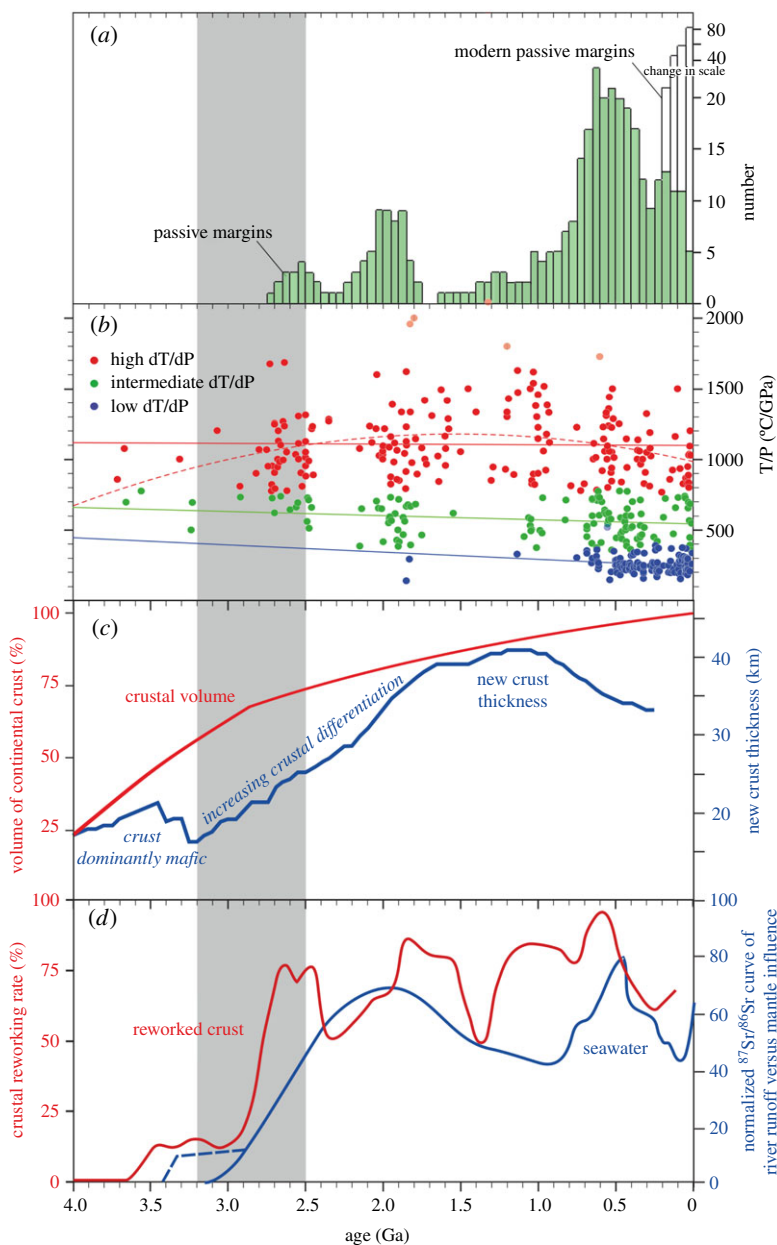 (a)
modern passive margins
change in scale
passive margins
80
40
20
15
10
5
0
number
(b)
high dT/dP
intermediate dT/dP
low dT/dP
2000
1500
1000
500
T/P (°C/GPa)
(c)
100
75
50
25
volume of continental crust (%)
crustal volume
increasing crustal differentiation
new crust
thickness
crust
dominantly mafic
40
30
20
10
new crust thickness (km)
(d)
100
75
50
25
0
crustal reworking rate (%)
reworked crust
seawater
100
80
60
40
20
0
normalized ⁸⁷Sr/⁸⁶Sr curve of
river runoff versus mantle influence
4.0 3.5 3.0 2.5 2.0 1.5 1.0 0.5 0
age (Ga)